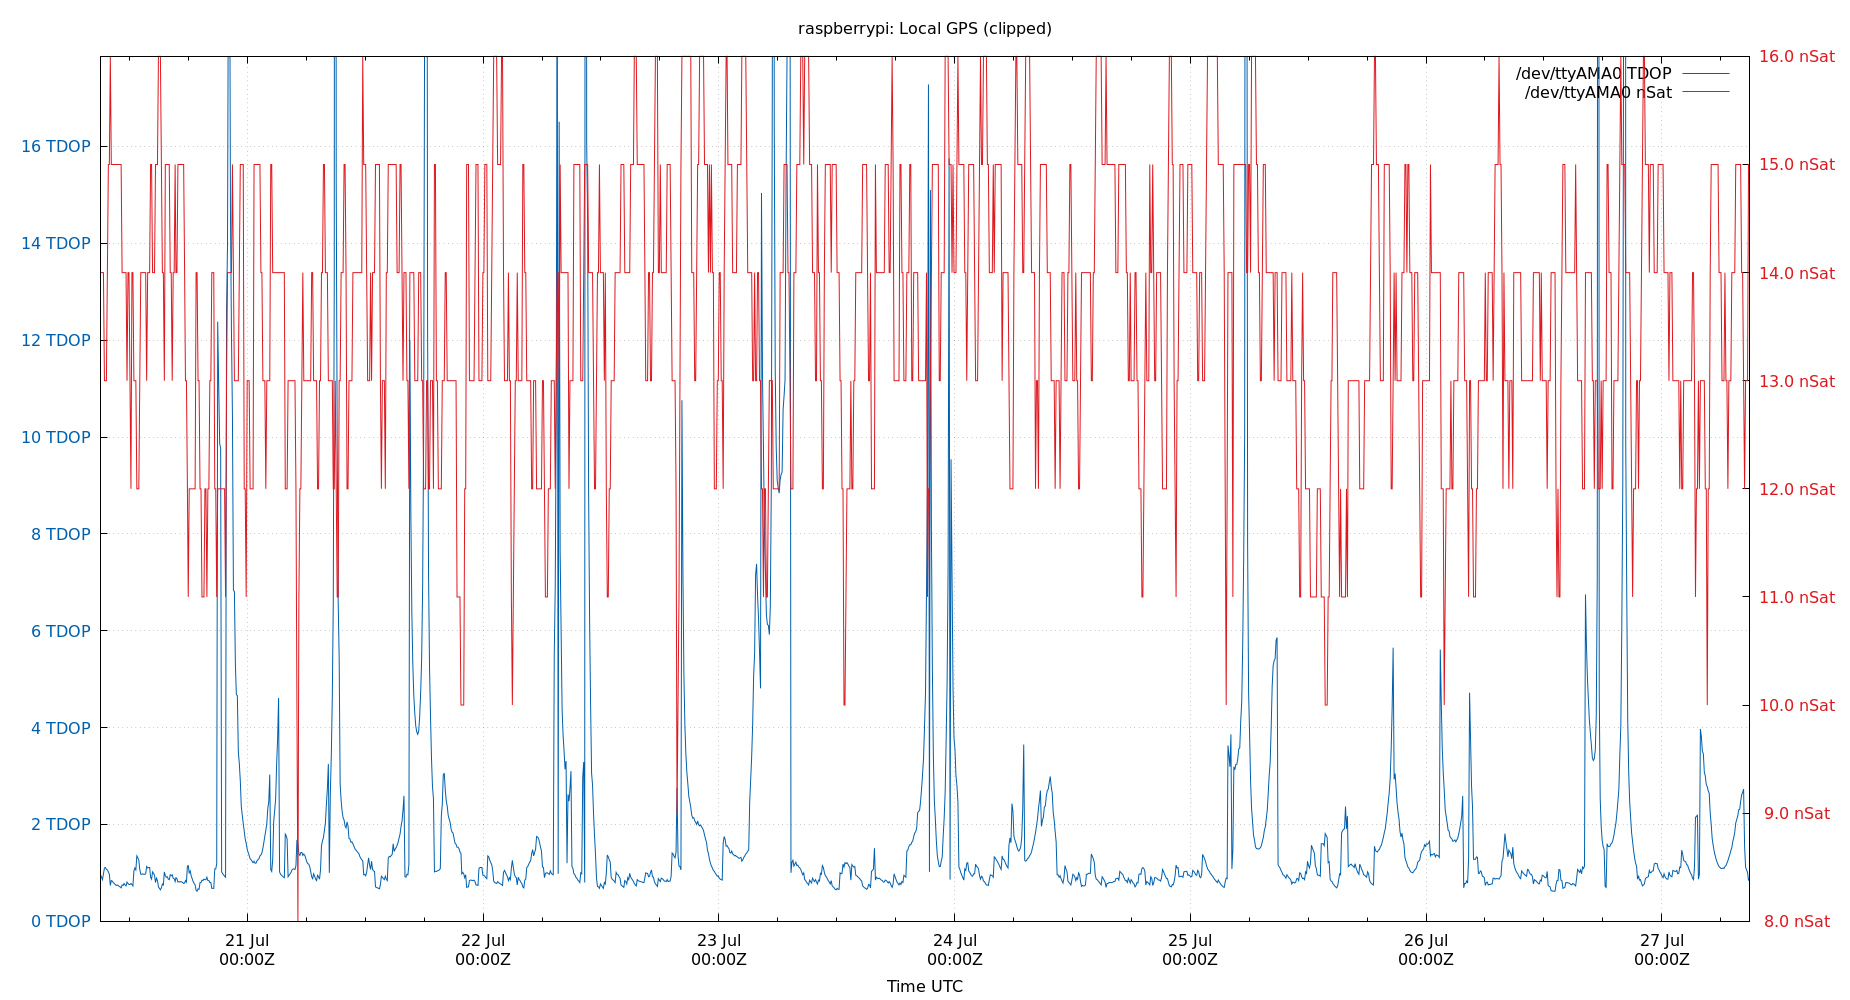 raspberrypi: Local GPS (clipped)
/dev/ttyAMA0 TDOP
/dev/ttyAMA0 nSat
16 TDOP
14 TDOP
12 TDOP
10 TDOP
8 TDOP
6 TDOP
4 TDOP
2 TDOP
0 TDOP
16.0 nSat
15.0 nSat
14.0 nSat
13.0 nSat
12.0 nSat
11.0 nSat
10.0 nSat
9.0 nSat
8.0 nSat
21 Jul
00:00Z
22 Jul
00:00Z
23 Jul
00:00Z
24 Jul
00:00Z
25 Jul
00:00Z
26 Jul
00:00Z
27 Jul
00:00Z
Time UTC